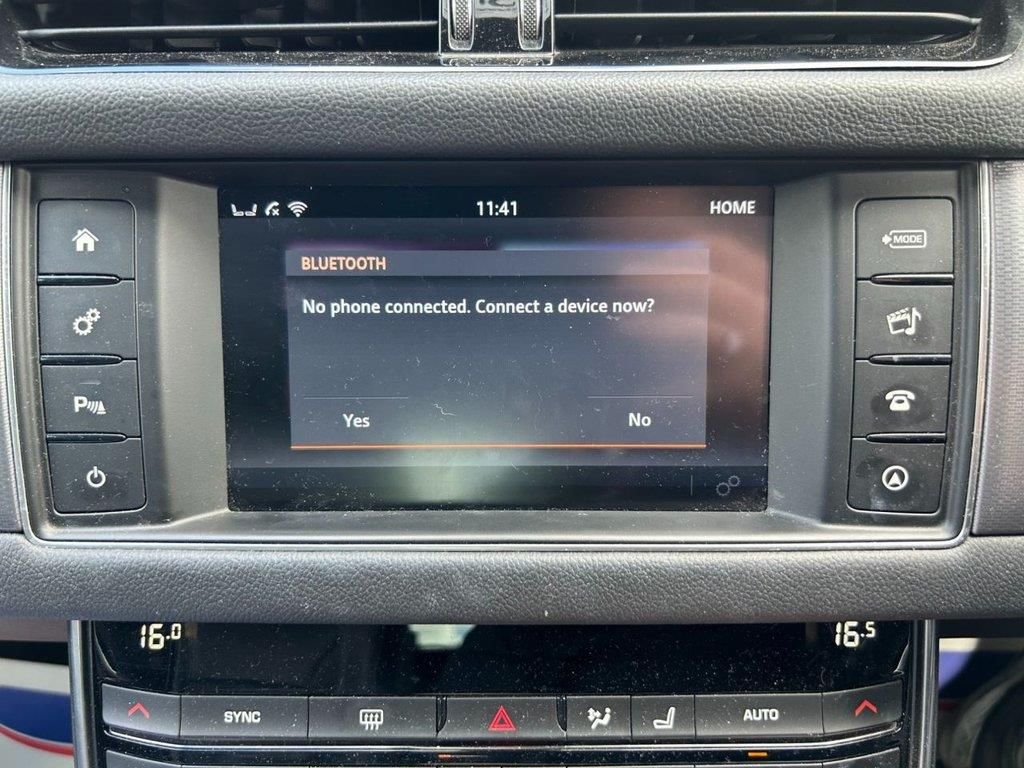 11:41 HOME
BLUETOOTH
No phone connected. Connect a device now?
Yes No
MODE
P
16.0 16.5
SYNC AUTO